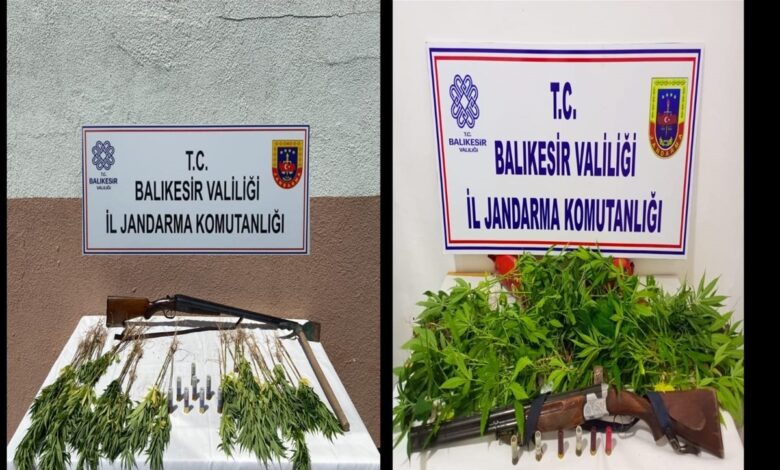 T.C.
BALIKESİR
VALİLİĞİ
T.C.
BALIKESİR VALİLİĞİ
İL JANDARMA KOMUTANLIĞI
T.C.
BALIKESİR
VALİLİĞİ
T.C.
BALIKESİR VALİLİĞİ
İL JANDARMA KOMUTANLIĞI
JANDARMA